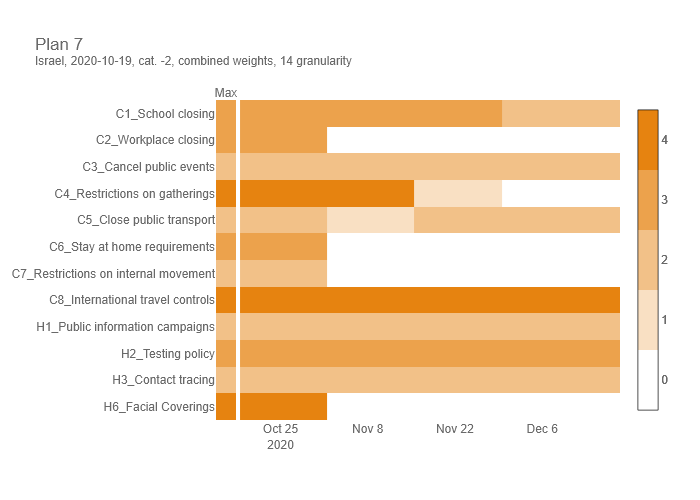 Plan 7
Israel, 2020-10-19, cat. -2, combined weights, 14 granularity
Max
C1_School closing
C2_Workplace closing
C3_Cancel public events
C4_Restrictions on gatherings
C5_Close public transport
C6_Stay at home requirements
C7_Restrictions on internal movement
C8_International travel controls
H1_Public information campaigns
H2_Testing policy
H3_Contact tracing
H6_Facial Coverings
Oct 25 Nov 8 Nov 22 Dec 6
2020
4
3
2
1
0